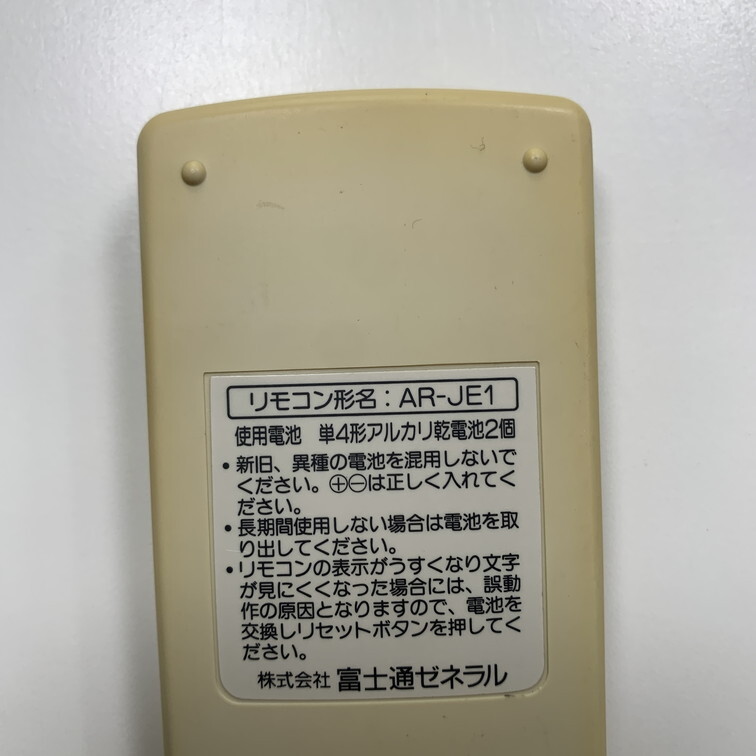 リモコン形名：AR-JE1
使用電池　単4形アルカリ乾電池2個
・新旧、異種の電池を混用しないで
ください。⊕⊖は正しく入れてく
ださい。
・長期間使用しない場合は電池を取
り出してください。
・リモコンの表示がうすくなり文字
が見にくくなった場合には、誤動
作の原因となりますので、電池を
交換しリセットボタンを押してく
ださい。
株式会社 富士通ゼネラル